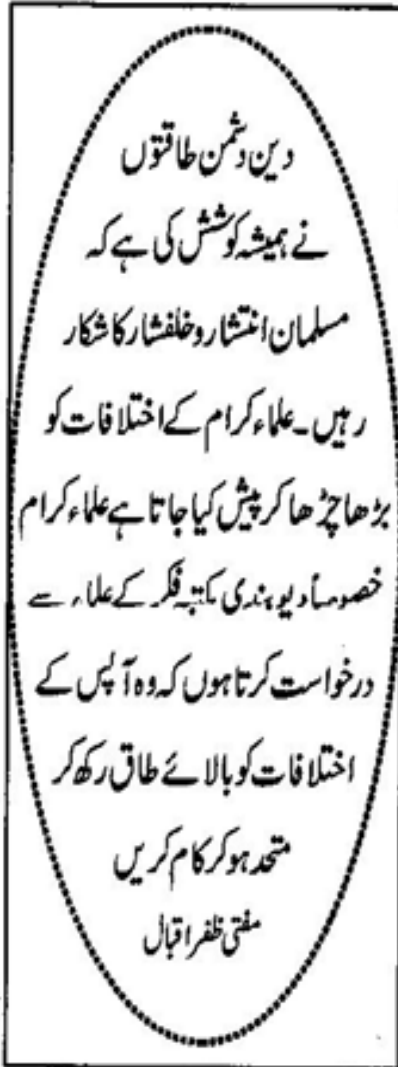 دین دشمن طاقتوں
نے ہمیشہ کوشش کی ہے کہ
مسلمان انتشار و خلفشار کا شکار
رہیں۔ علماء کرام کے اختلافات کو
بڑھا چڑھا کر پیش کیا جاتا ہے علماء کرام
خصوصاً دیوبندی مکتبہ فکر کے علماء سے
درخواست کرتا ہوں کہ وہ آپس کے
اختلافات کو بالائے طاق رکھ کر
متحد ہو کر کام کریں
مفتی ظفر اقبال